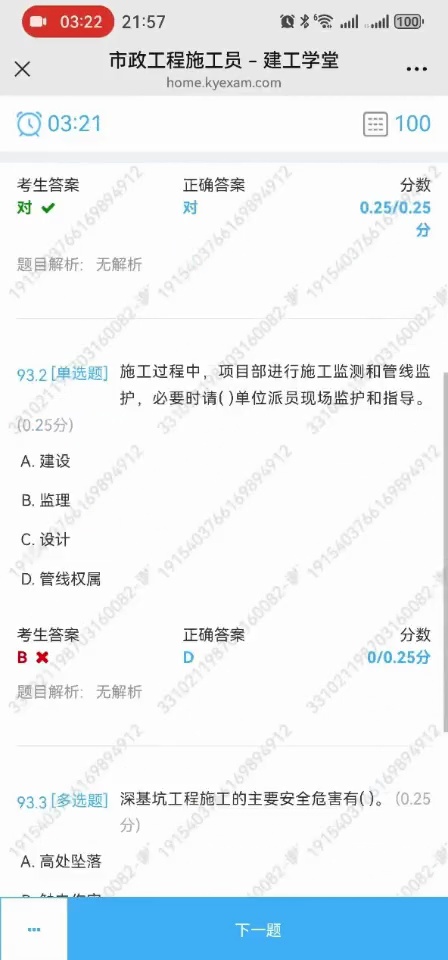 03:22 21:57 100
市政工程施工员 – 建工学堂
home.kyexam.com
03:21 100
考生答案 正确答案 分数
对 对 0.25/0.25
分
题目解析: 无解析
93.2 [单选题] 施工过程中，项目部进行施工监测和管线监
护，必要时请( )单位派员现场监护和指导。
(0.25分)
A. 建设
B. 监理
C. 设计
D. 管线权属
考生答案 正确答案 分数
B D 0/0.25分
题目解析: 无解析
93.3 [多选题] 深基坑工程施工的主要安全危害有( )。 (0.25
分)
A. 高处坠落
下一题